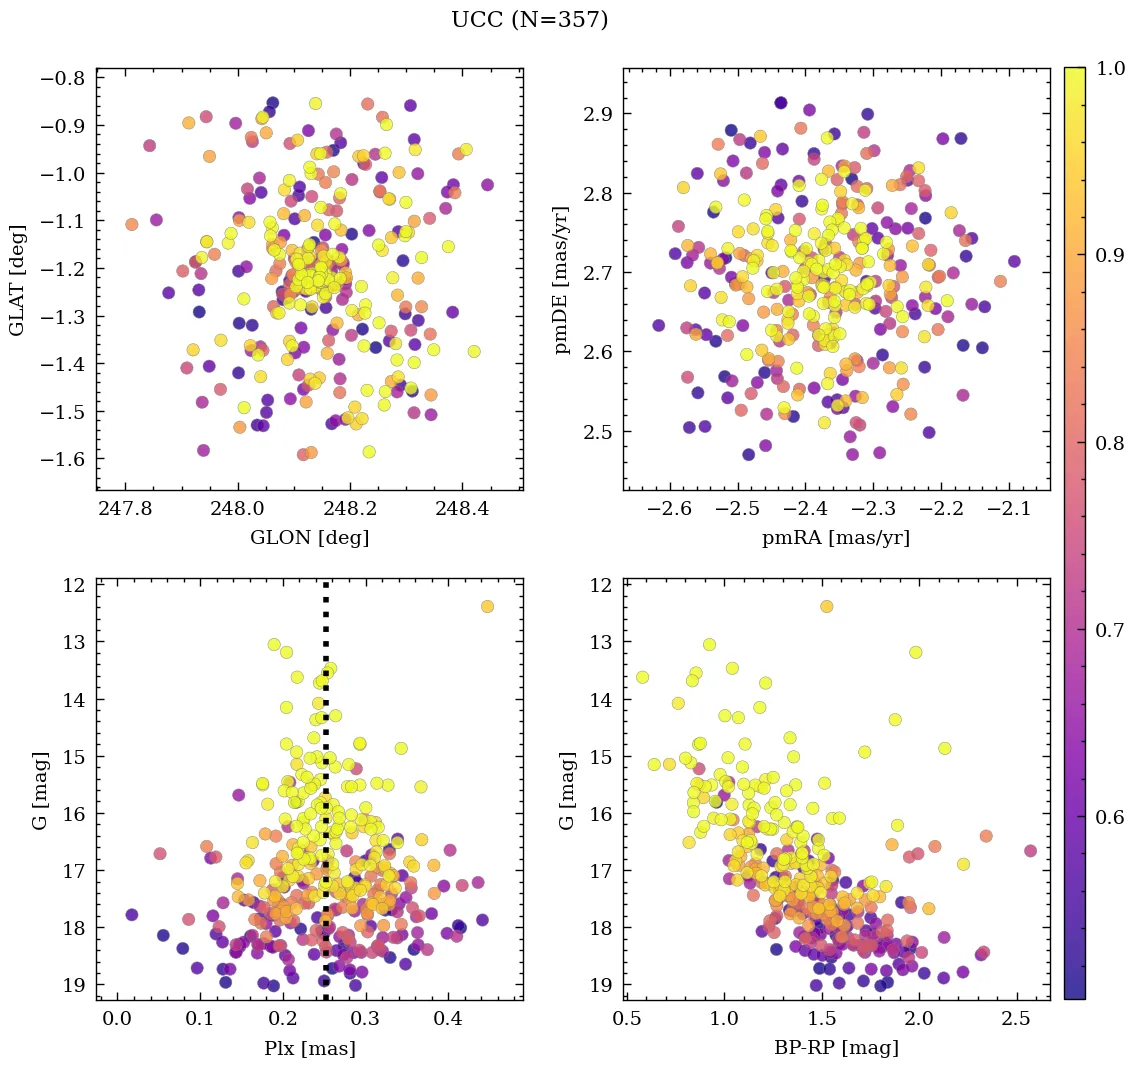 UCC (N=357)
−0.8
−0.9
−1.0
−1.1
−1.2
−1.3
−1.4
−1.5
−1.6
GLAT [deg]
247.8 248.0 248.2 248.4
GLON [deg]
2.9
2.8
2.7
2.6
2.5
pmDE [mas/yr]
−2.6 −2.5 −2.4 −2.3 −2.2 −2.1
pmRA [mas/yr]
12
13
14
15
16
17
18
19
G [mag]
0.0 0.1 0.2 0.3 0.4
Plx [mas]
12
13
14
15
16
17
18
19
G [mag]
0.5 1.0 1.5 2.0 2.5
BP-RP [mag]
1.0
0.9
0.8
0.7
0.6